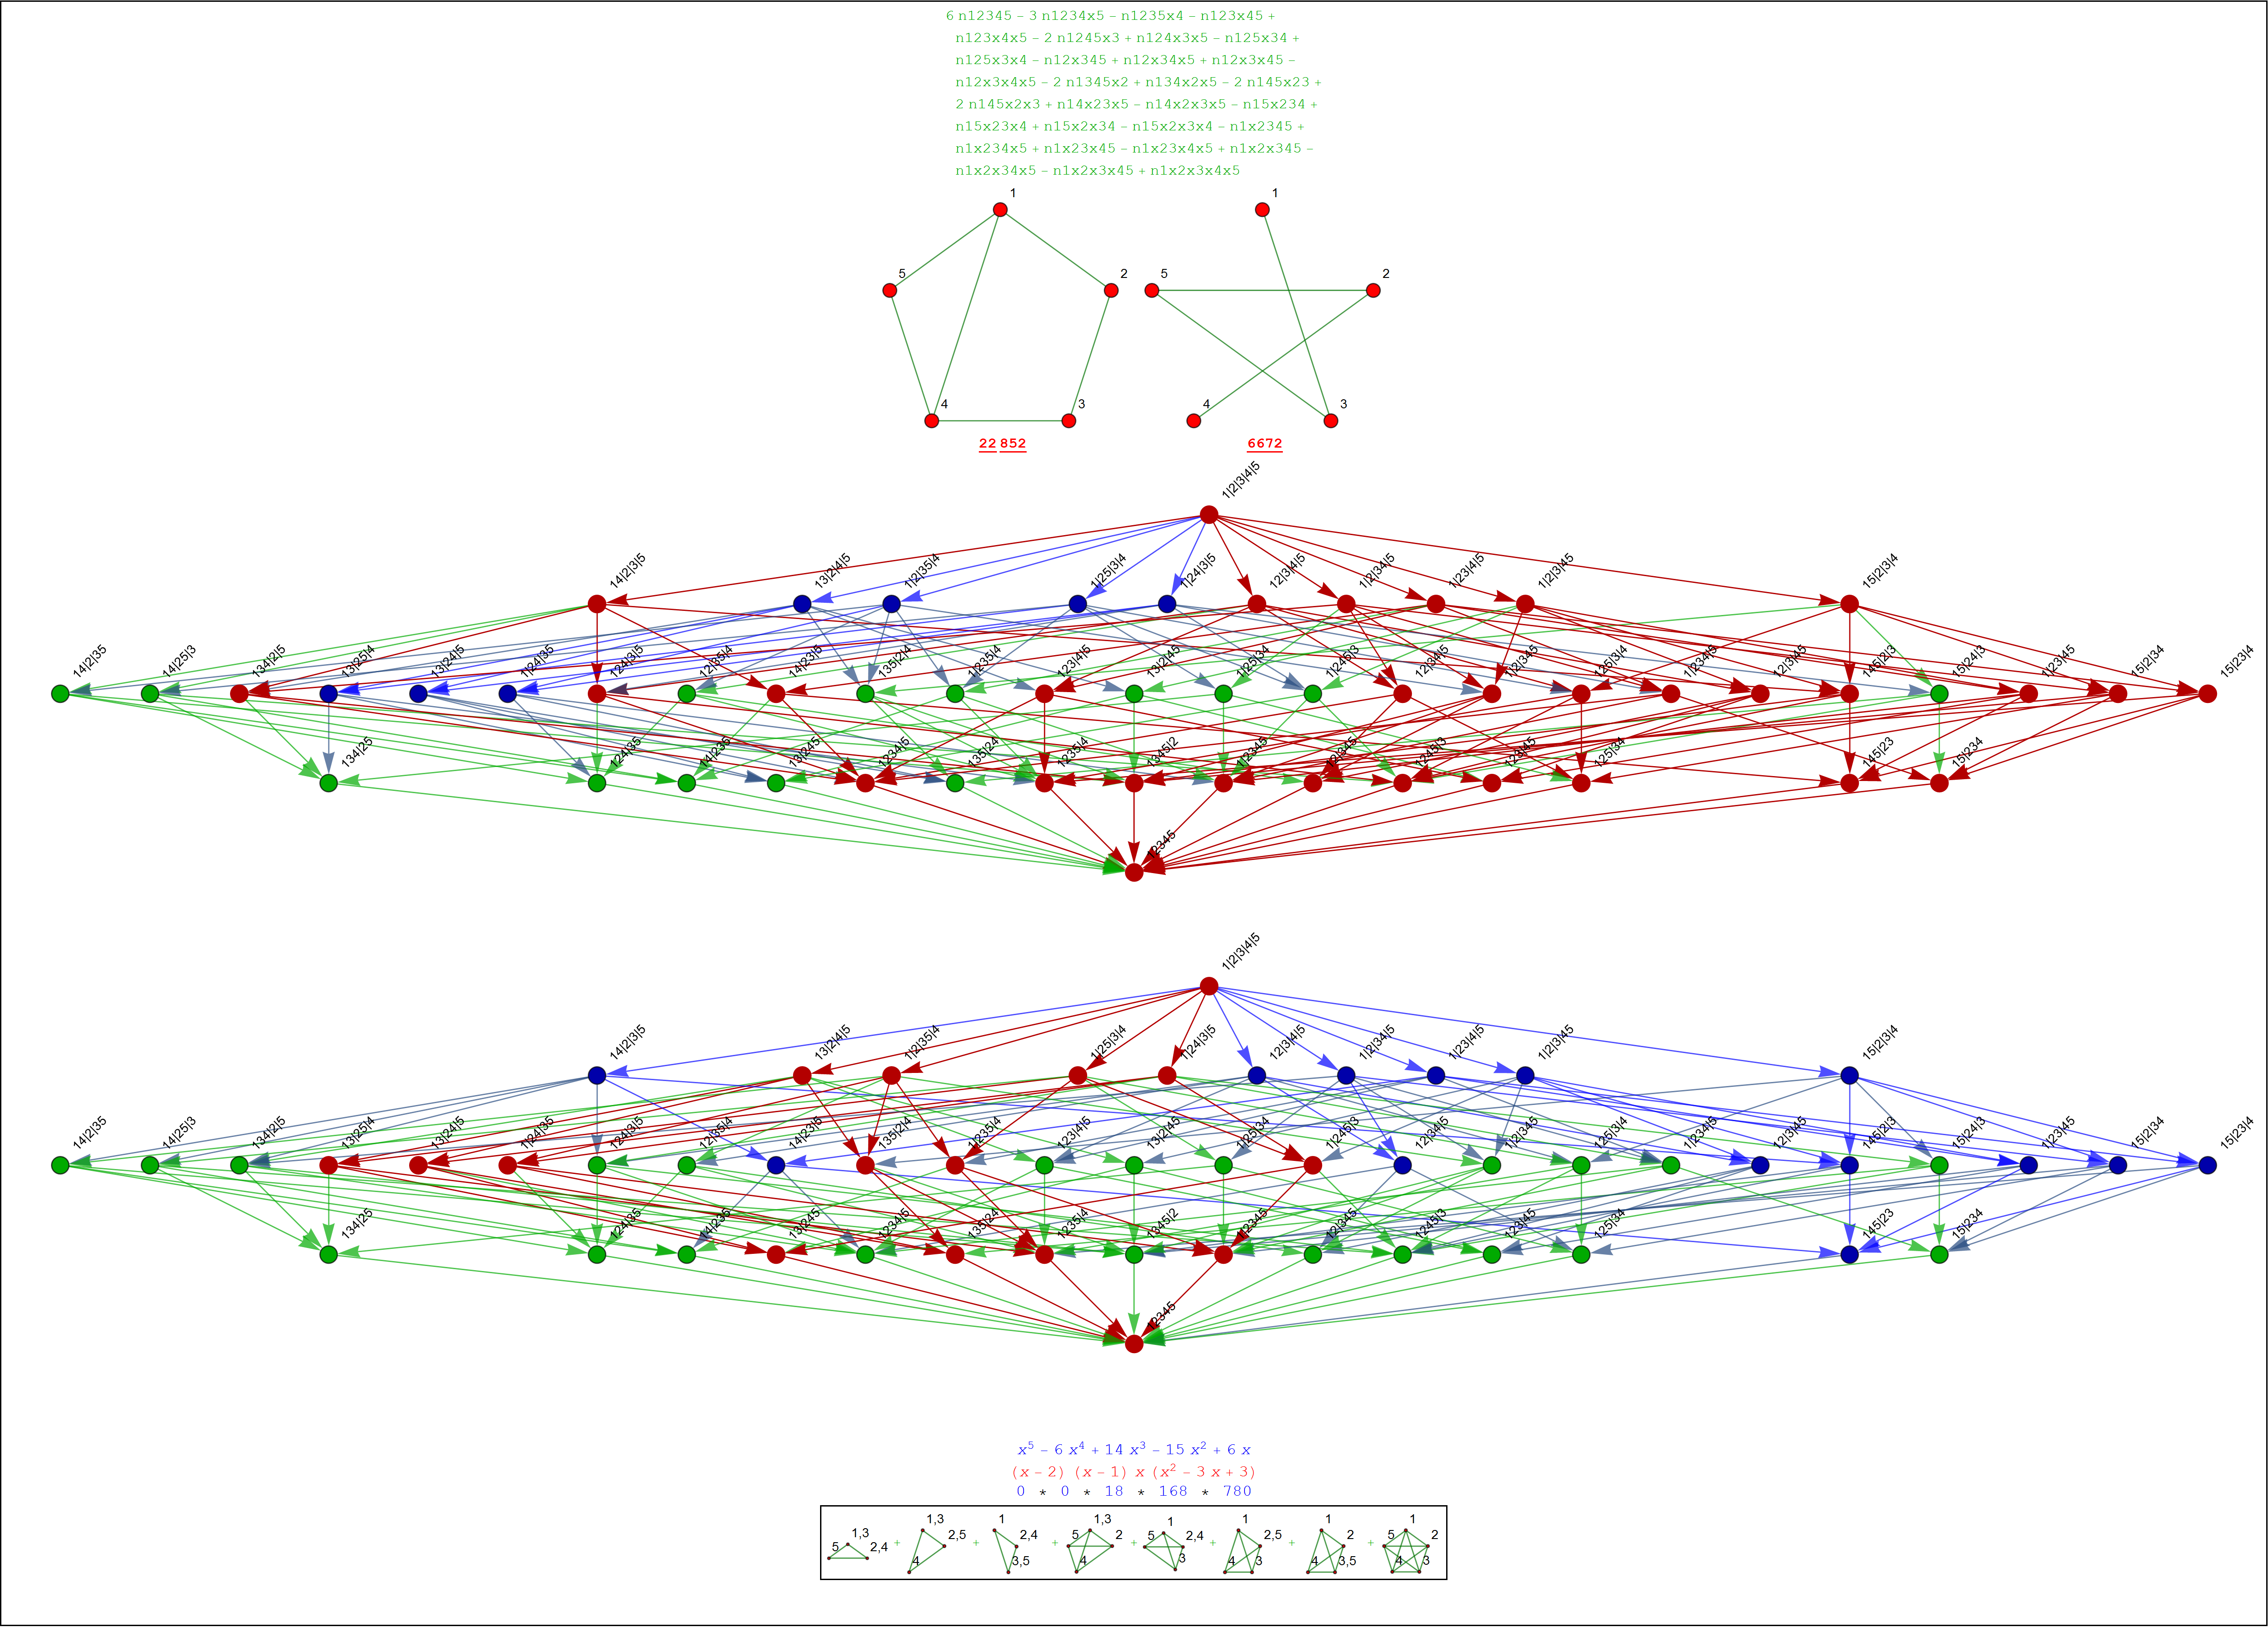 6 n12345 − 3 n1234x5 − n1235x4 − n123x45 +
n123x4x5 − 2 n1245x3 + n124x3x5 − n125x34 +
n125x3x4 − n12x345 + n12x34x5 + n12x3x45 −
n12x3x4x5 − 2 n1345x2 + n134x2x5 − 2 n145x23 +
2 n145x2x3 + n14x23x5 − n14x2x3x5 − n15x234 +
n15x23x4 + n15x2x34 − n15x2x3x4 − n1x2345 +
n1x234x5 + n1x23x45 − n1x23x4x5 + n1x2x345 −
n1x2x34x5 − n1x2x3x45 + n1x2x3x4x5
1 1
5 2 5 2
4 3 4 3
22 852 6672
1|2|3|4|5
14|2|3|5 13|2|4|5 1|2|35|4 1|25|3|4 1|24|3|5 12|3|4|5 1|2|34|5 1|23|4|5 1|2|3|45 15|2|3|4
14|2|35 14|25|3 134|2|5 13|25|4 13|24|5 1|24|35 124|3|5 12|35|4 14|23|5 135|2|4 1|235|4 123|4|5 13|2|45 1|25|34 1|245|3 12|34|5 1|2|345 125|3|4 1|234|5 12|3|45 145|2|3 15|24|3 1|23|45 15|2|34 15|23|4
134|25 124|35 14|235 13|245 1234|5 135|24 1235|4 1345|2 1|2345 12|345 1245|3 123|45 125|34 145|23 15|234
12345
1|2|3|4|5
14|2|3|5 13|2|4|5 1|2|35|4 1|25|3|4 1|24|3|5 12|3|4|5 1|2|34|5 1|23|4|5 1|2|3|45 15|2|3|4
14|2|35 14|25|3 134|2|5 13|25|4 13|24|5 1|24|35 124|3|5 12|35|4 14|23|5 135|2|4 1|235|4 123|4|5 13|2|45 1|25|34 1|245|3 12|34|5 1|2|345 125|3|4 1|234|5 12|3|45 145|2|3 15|24|3 1|23|45 15|2|34 15|23|4
134|25 124|35 14|235 13|245 1234|5 135|24 1235|4 1345|2 1|2345 12|345 1245|3 123|45 125|34 145|23 15|234
12345
x⁵ − 6 x⁴ + 14 x³ − 15 x² + 6 x
(x − 2) (x − 1) x (x² − 3 x + 3)
0 * 0 * 18 * 168 * 780
5 1,3 2,4 + 1,3 2,5 4 + 1 2,4 3,5 + 5 1,3 2 4 + 5 1 2,4 3 + 1 2,5 4 3 + 1 2 4 3,5 + 5 1 2 4 3